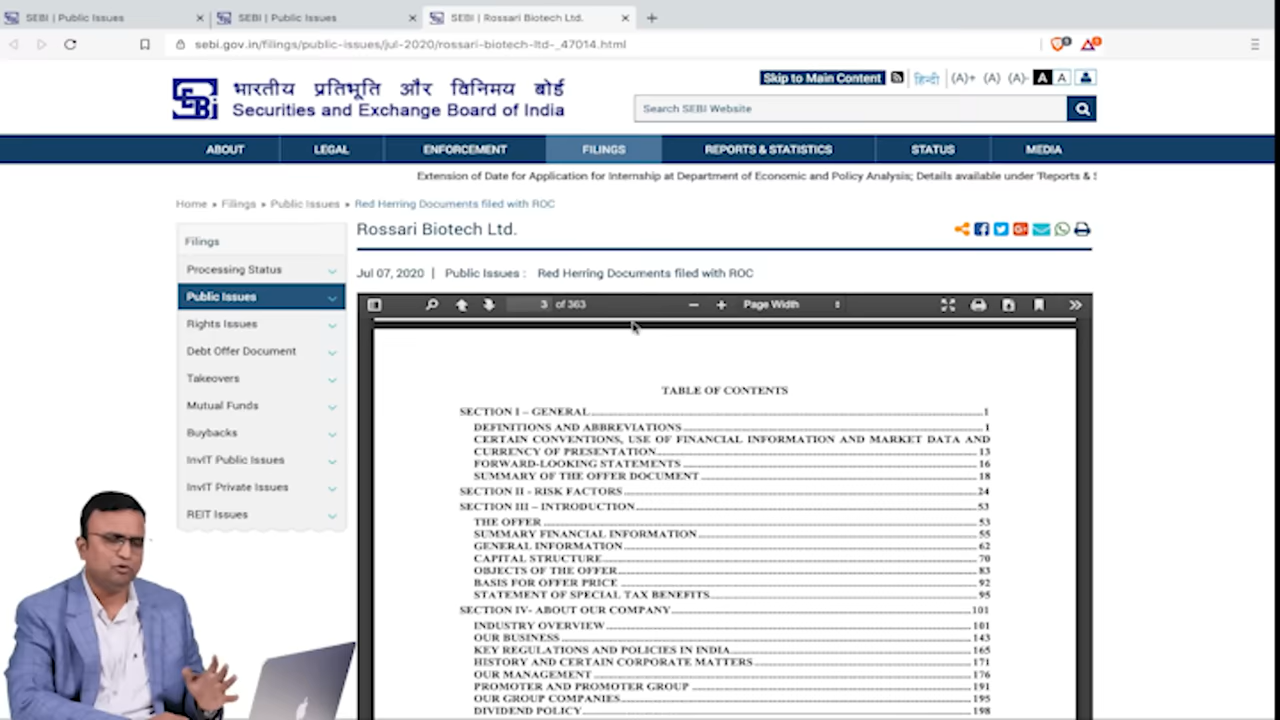 SEBI | Public Issues
SEBI | Public Issues
SEBI | Rossari Biotech Ltd.
sebi.gov.in/filings/public-issues/jul-2020/rossari-biotech-ltd-_47014.html
Skip to Main Content
हिन्दी
(A)+ (A) (A)- A A
SEBI
भारतीय प्रतिभूति और विनिमय बोर्ड
Securities and Exchange Board of India
Search SEBI Website
ABOUT LEGAL ENFORCEMENT FILINGS REPORTS & STATISTICS STATUS MEDIA
Extension of Date for Application for Internship at Department of Economic and Policy Analysis; Details available under 'Reports & S
Home » Filings » Public Issues » Red Herring Documents filed with ROC
Filings
Processing Status
Public Issues
Rights Issues
Debt Offer Document
Takeovers
Mutual Funds
Buybacks
InvIT Public Issues
InvIT Private Issues
REIT Issues
Rossari Biotech Ltd.
Jul 07, 2020 | Public Issues : Red Herring Documents filed with ROC
3 of 363
Page Width
TABLE OF CONTENTS
SECTION I – GENERAL 1
DEFINITIONS AND ABBREVIATIONS 1
CERTAIN CONVENTIONS, USE OF FINANCIAL INFORMATION AND MARKET DATA AND
CURRENCY OF PRESENTATION 13
FORWARD-LOOKING STATEMENTS 16
SUMMARY OF THE OFFER DOCUMENT 18
SECTION II - RISK FACTORS 24
SECTION III – INTRODUCTION 53
THE OFFER 53
SUMMARY FINANCIAL INFORMATION 55
GENERAL INFORMATION 62
CAPITAL STRUCTURE 70
OBJECTS OF THE OFFER 83
BASIS FOR OFFER PRICE 92
STATEMENT OF SPECIAL TAX BENEFITS 95
SECTION IV- ABOUT OUR COMPANY 101
INDUSTRY OVERVIEW 101
OUR BUSINESS 143
KEY REGULATIONS AND POLICIES IN INDIA 165
HISTORY AND CERTAIN CORPORATE MATTERS 171
OUR MANAGEMENT 176
PROMOTER AND PROMOTER GROUP 191
OUR GROUP COMPANIES 195
DIVIDEND POLICY 198